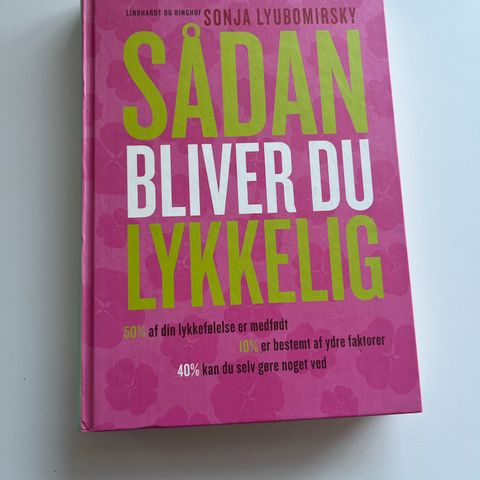 LINDHARDT OG RINGHOF SONJA LYUBOMIRSKY
SÅDAN
BLIVER DU
LYKKELIG
50% af din lykkefølelse er medfødt
10% er bestemt af ydre faktorer
40% kan du selv gøre noget ved